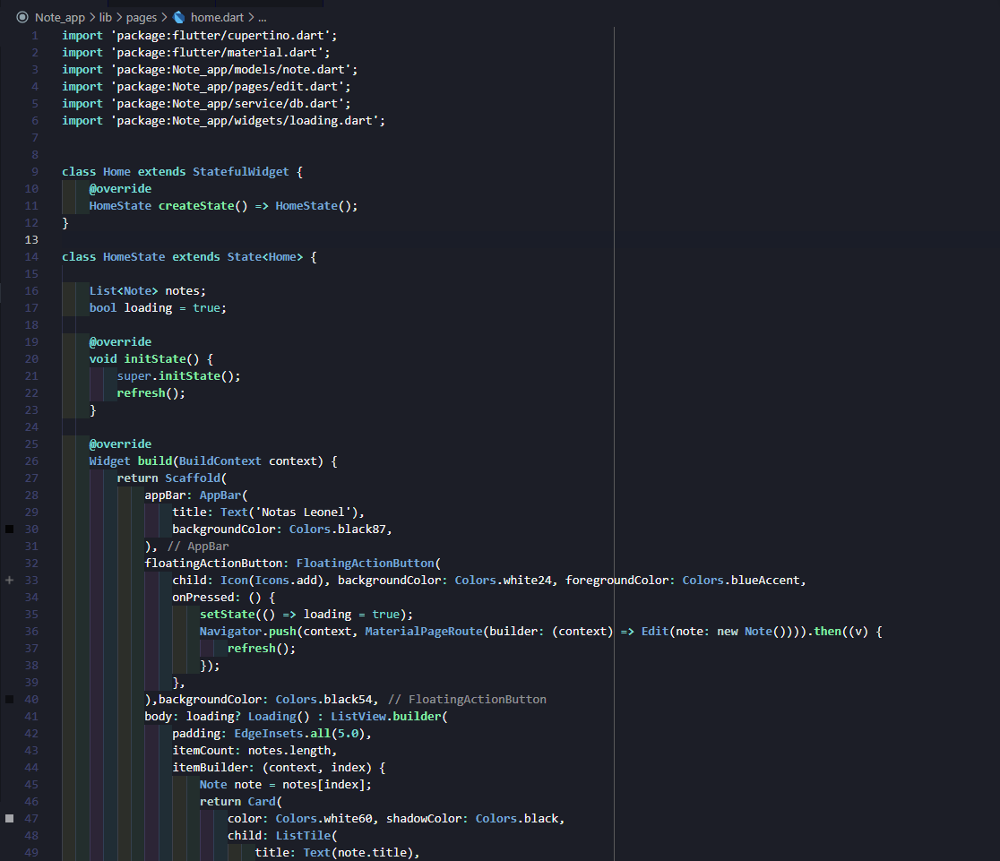 Note_app > lib > pages > home.dart > ...
1 import 'package:flutter/cupertino.dart';
2 import 'package:flutter/material.dart';
3 import 'package:Note_app/models/note.dart';
4 import 'package:Note_app/pages/edit.dart';
5 import 'package:Note_app/service/db.dart';
6 import 'package:Note_app/widgets/loading.dart';
7
8
9 class Home extends StatefulWidget {
10     @override
11     HomeState createState() => HomeState();
12 }
13
14 class HomeState extends State<Home> {
15
16     List<Note> notes;
17     bool loading = true;
18
19     @override
20     void initState() {
21         super.initState();
22         refresh();
23     }
24
25     @override
26     Widget build(BuildContext context) {
27         return Scaffold(
28             appBar: AppBar(
29                 title: Text('Notas Leonel'),
30                 backgroundColor: Colors.black87,
31             ), // AppBar
32             floatingActionButton: FloatingActionButton(
33                 child: Icon(Icons.add), backgroundColor: Colors.white24, foregroundColor: Colors.blueAccent,
34                 onPressed: () {
35                     setState(() => loading = true);
36                     Navigator.push(context, MaterialPageRoute(builder: (context) => Edit(note: new Note()))).then((v) {
37                         refresh();
38                     });
39                 },
40             ),backgroundColor: Colors.black54, // FloatingActionButton
41             body: loading? Loading() : ListView.builder(
42                 padding: EdgeInsets.all(5.0),
43                 itemCount: notes.length,
44                 itemBuilder: (context, index) {
45                     Note note = notes[index];
46                     return Card(
47                         color: Colors.white60, shadowColor: Colors.black,
48                         child: ListTile(
49                             title: Text(note.title),